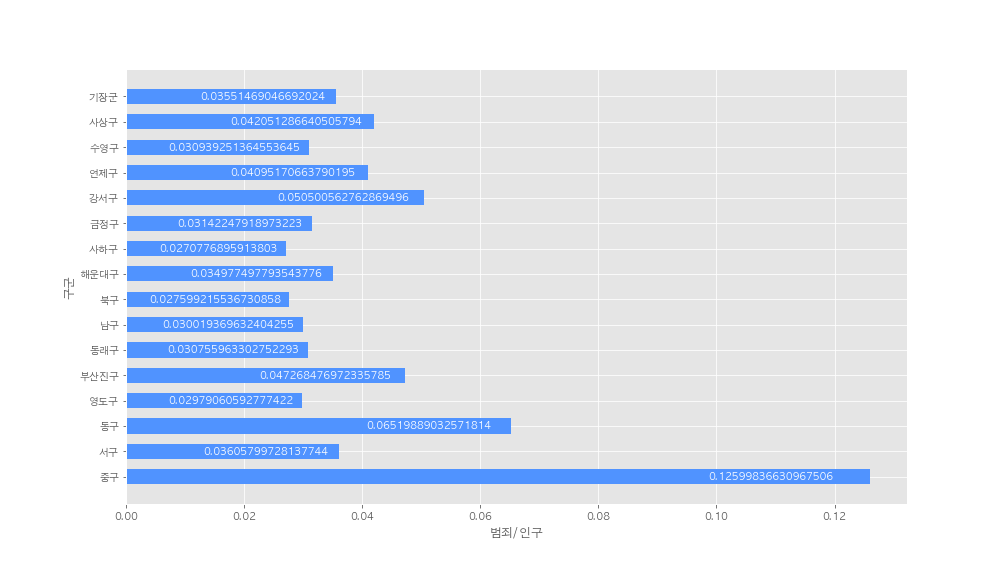 기장군 0.03551469046692024
사상구 0.042051286640505794
수영구 0.030939251364553645
연제구 0.04095170663790195
강서구 0.050500562762869496
금정구 0.03142247918973223
사하구 0.0270776895913803
해운대구 0.034977497793543776
북구 0.027599215536730858
남구 0.030019369632404255
동래구 0.030755963302752293
부산진구 0.047268476972335785
영도구 0.02979060592777422
동구 0.06519889032571814
서구 0.03605799728137744
중구 0.12599836630967506
구군
0.00 0.02 0.04 0.06 0.08 0.10 0.12
범죄/ 인구